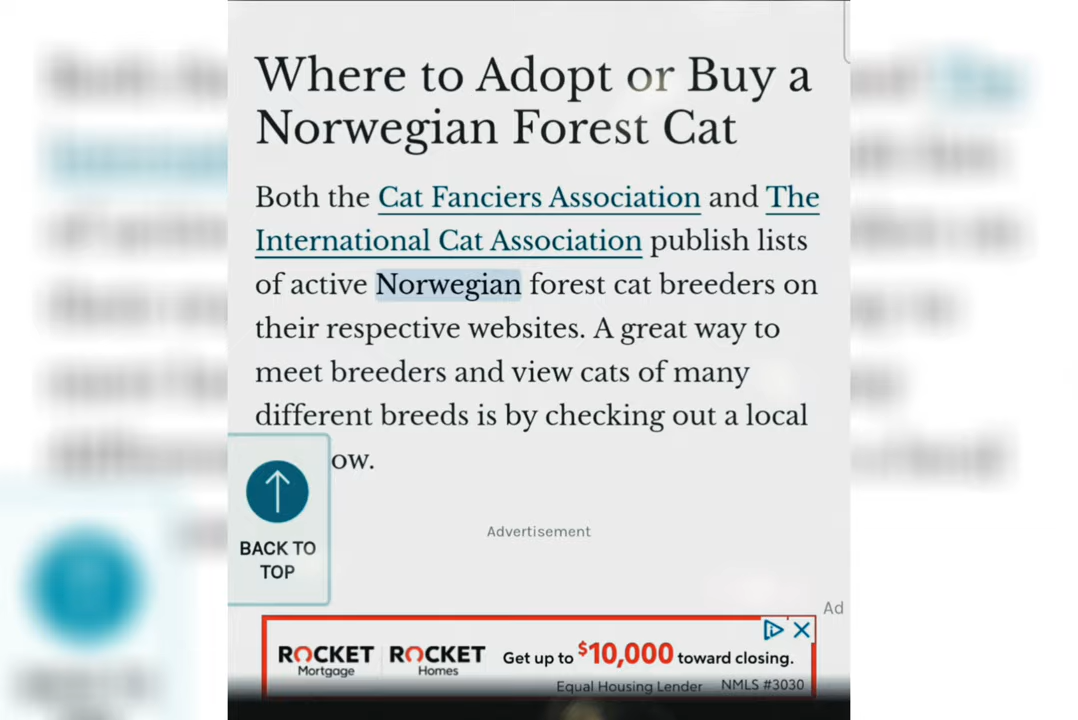 Where to Adopt or Buy a
Norwegian Forest Cat
Both the Cat Fanciers Association and The
International Cat Association publish lists
of active Norwegian forest cat breeders on
their respective websites. A great way to
meet breeders and view cats of many
different breeds is by checking out a local
ow.
BACK TO
TOP
Advertisement
Ad
ROCKET Mortgage
ROCKET Homes
Get up to $10,000 toward closing.
Equal Housing Lender NMLS #3030